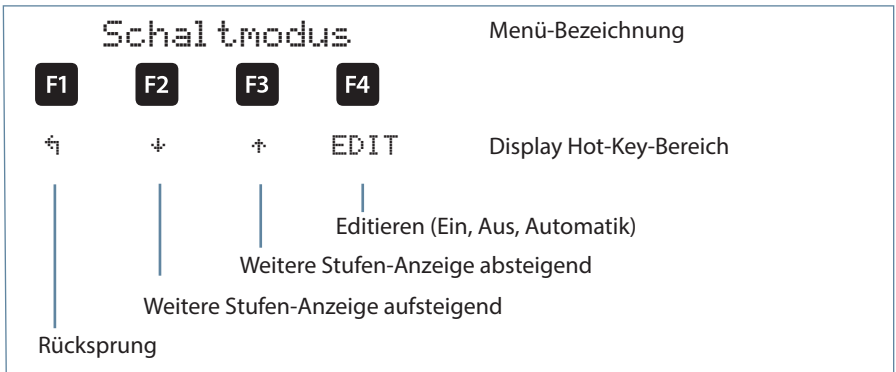 Schaltmodus Menü-Bezeichnung
F1 F2 F3 F4
↰ ↓ ↑ EDIT Display Hot-Key-Bereich
Editieren (Ein, Aus, Automatik)
Weitere Stufen-Anzeige absteigend
Weitere Stufen-Anzeige aufsteigend
Rücksprung